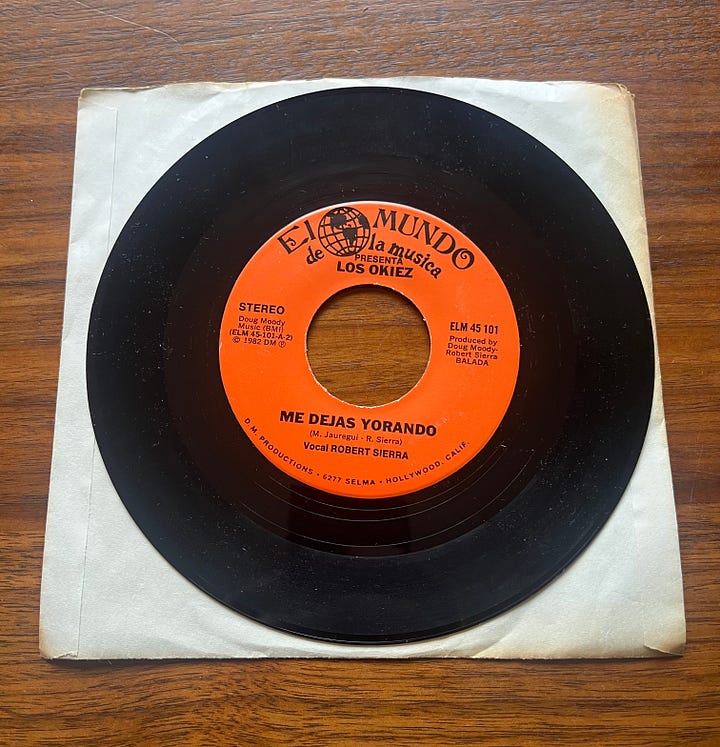 El MUNDO
de la musica
PRESENTA
LOS OKIEZ
STEREO
Doug Moody
Music (BMI)
(ELM 45-101-A-2)
© 1982 DM ℗
ELM 45 101
Produced by
Doug Moody-
Robert Sierra
BALADA
ME DEJAS YORANDO
(M. Jauregui - R. Sierra)
Vocal ROBERT SIERRA
D.M. PRODUCTIONS • 6277 SELMA • HOLLYWOOD, CALIF.